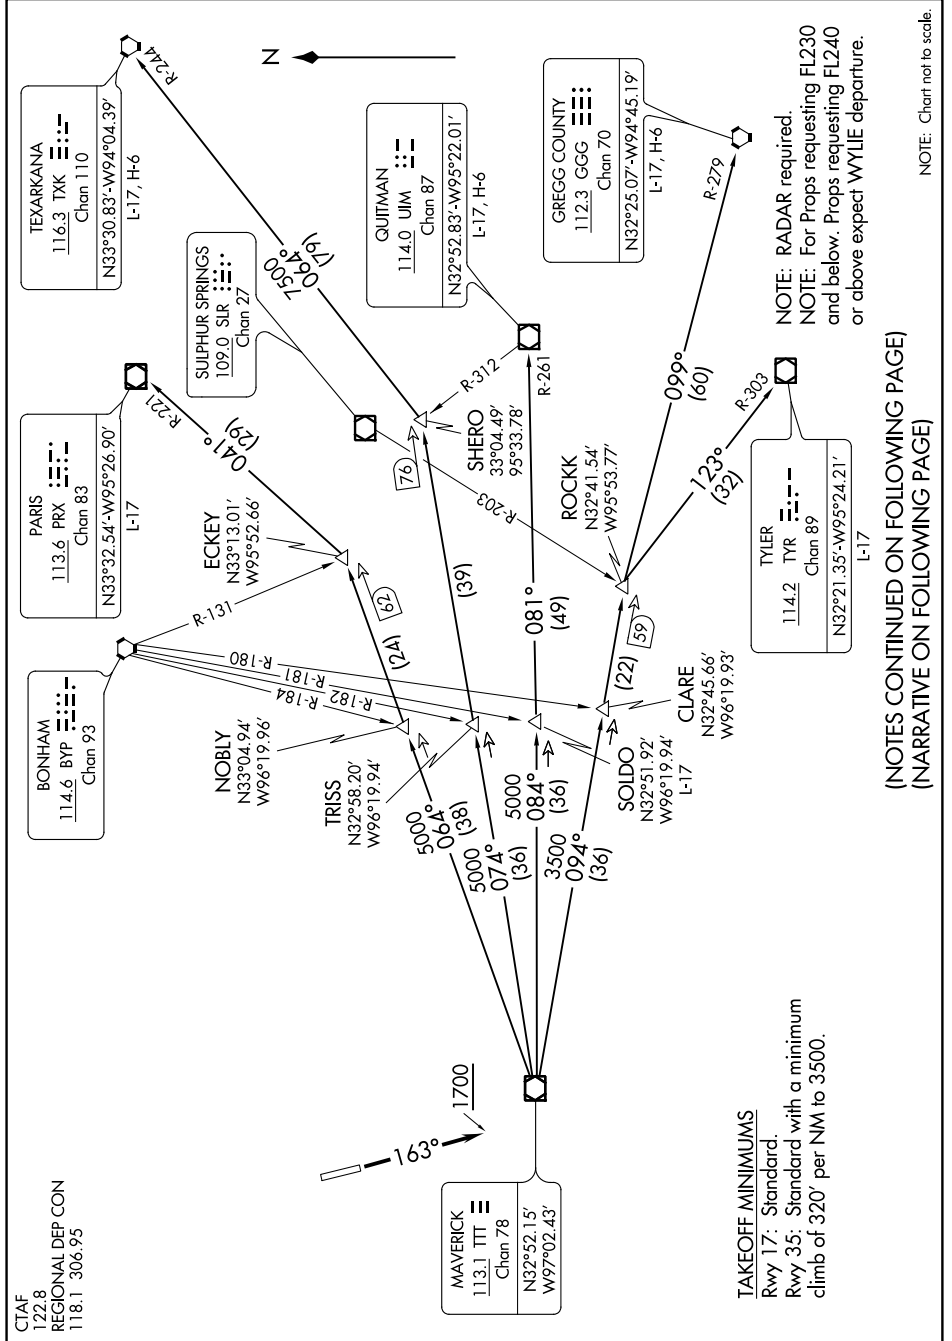 CTAF
122.8
REGIONAL DEP CON
118.1 306.95
BONHAM
114.6 BYP
Chan 93
PARIS
113.6 PRX
Chan 83
N33°32.54′-W95°26.90′
L-17
TEXARKANA
116.3 TXK
Chan 110
N33°30.83′-W94°04.39′
L-17, H-6
R-244
R-221
041°
(29)
SULPHUR SPRINGS
109.0 SLR
Chan 27
7500
064°
(79)
N
QUITMAN
114.0 UIM
Chan 87
N32°52.83′-W95°22.01′
L-17, H-6
GREGG COUNTY
112.3 GGG
Chan 70
N32°25.07′-W94°45.19′
L-17, H-6
ECKEY
N33°13.01′
W95°52.66′
R-131
R-180
R-181
R-182
R-184
NOBLY
N33°04.94′
W96°19.96′
TRISS
N32°58.20′
W96°19.94′
(24)
62
76
(39)
SHERO
33°04.49′
95°33.78′
R-312
R-261
R-203
081°
(49)
ROCKK
N32°41.54′
W95°53.77′
R-279
099°
(60)
123°
(32)
R-303
(22)
59
CLARE
N32°45.66′
W96°19.93′
SOLDO
N32°51.92′
W96°19.94′
L-17
5000
064°
(38)
5000
074°
(36)
5000
084°
(36)
3500
094°
(36)
163°
1700
MAVERICK
113.1 TTT
Chan 78
N32°52.15′
W97°02.43′
TYLER
114.2 TYR
Chan 89
N32°21.35′-W95°24.21′
L-17
TAKEOFF MINIMUMS
Rwy 17: Standard.
Rwy 35: Standard with a minimum
climb of 320′ per NM to 3500.
NOTE: RADAR required.
NOTE: For Props requesting FL230
and below. Props requesting FL240
or above expect WYLIE departure.
(NOTES CONTINUED ON FOLLOWING PAGE)
(NARRATIVE ON FOLLOWING PAGE)
NOTE: Chart not to scale.